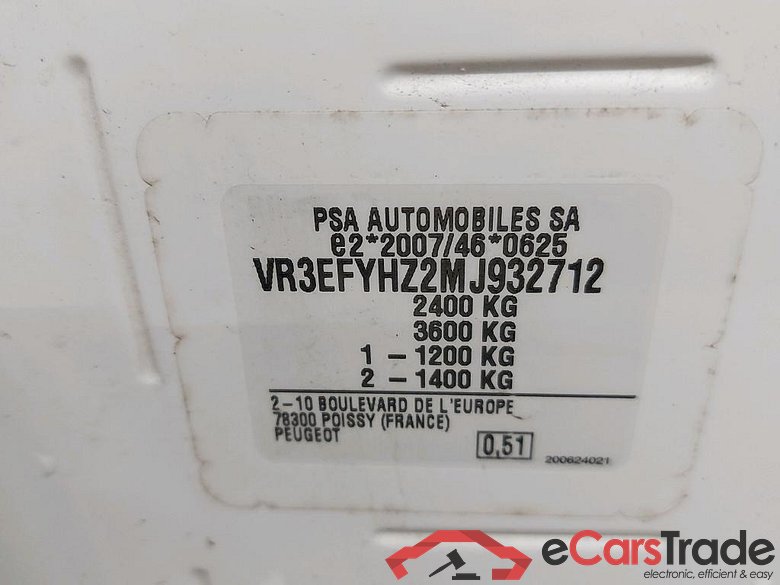 PSA AUTOMOBILES SA
e2*2007/46*0625
VR3EFYHZ2MJ932712
2400 KG
3600 KG
1 – 1200 KG
2 – 1400 KG
2–10 BOULEVARD DE L'EUROPE
78300 POISSY (FRANCE)
PEUGEOT
0,51
200624021
eCarsTrade
electronic, efficient & easy